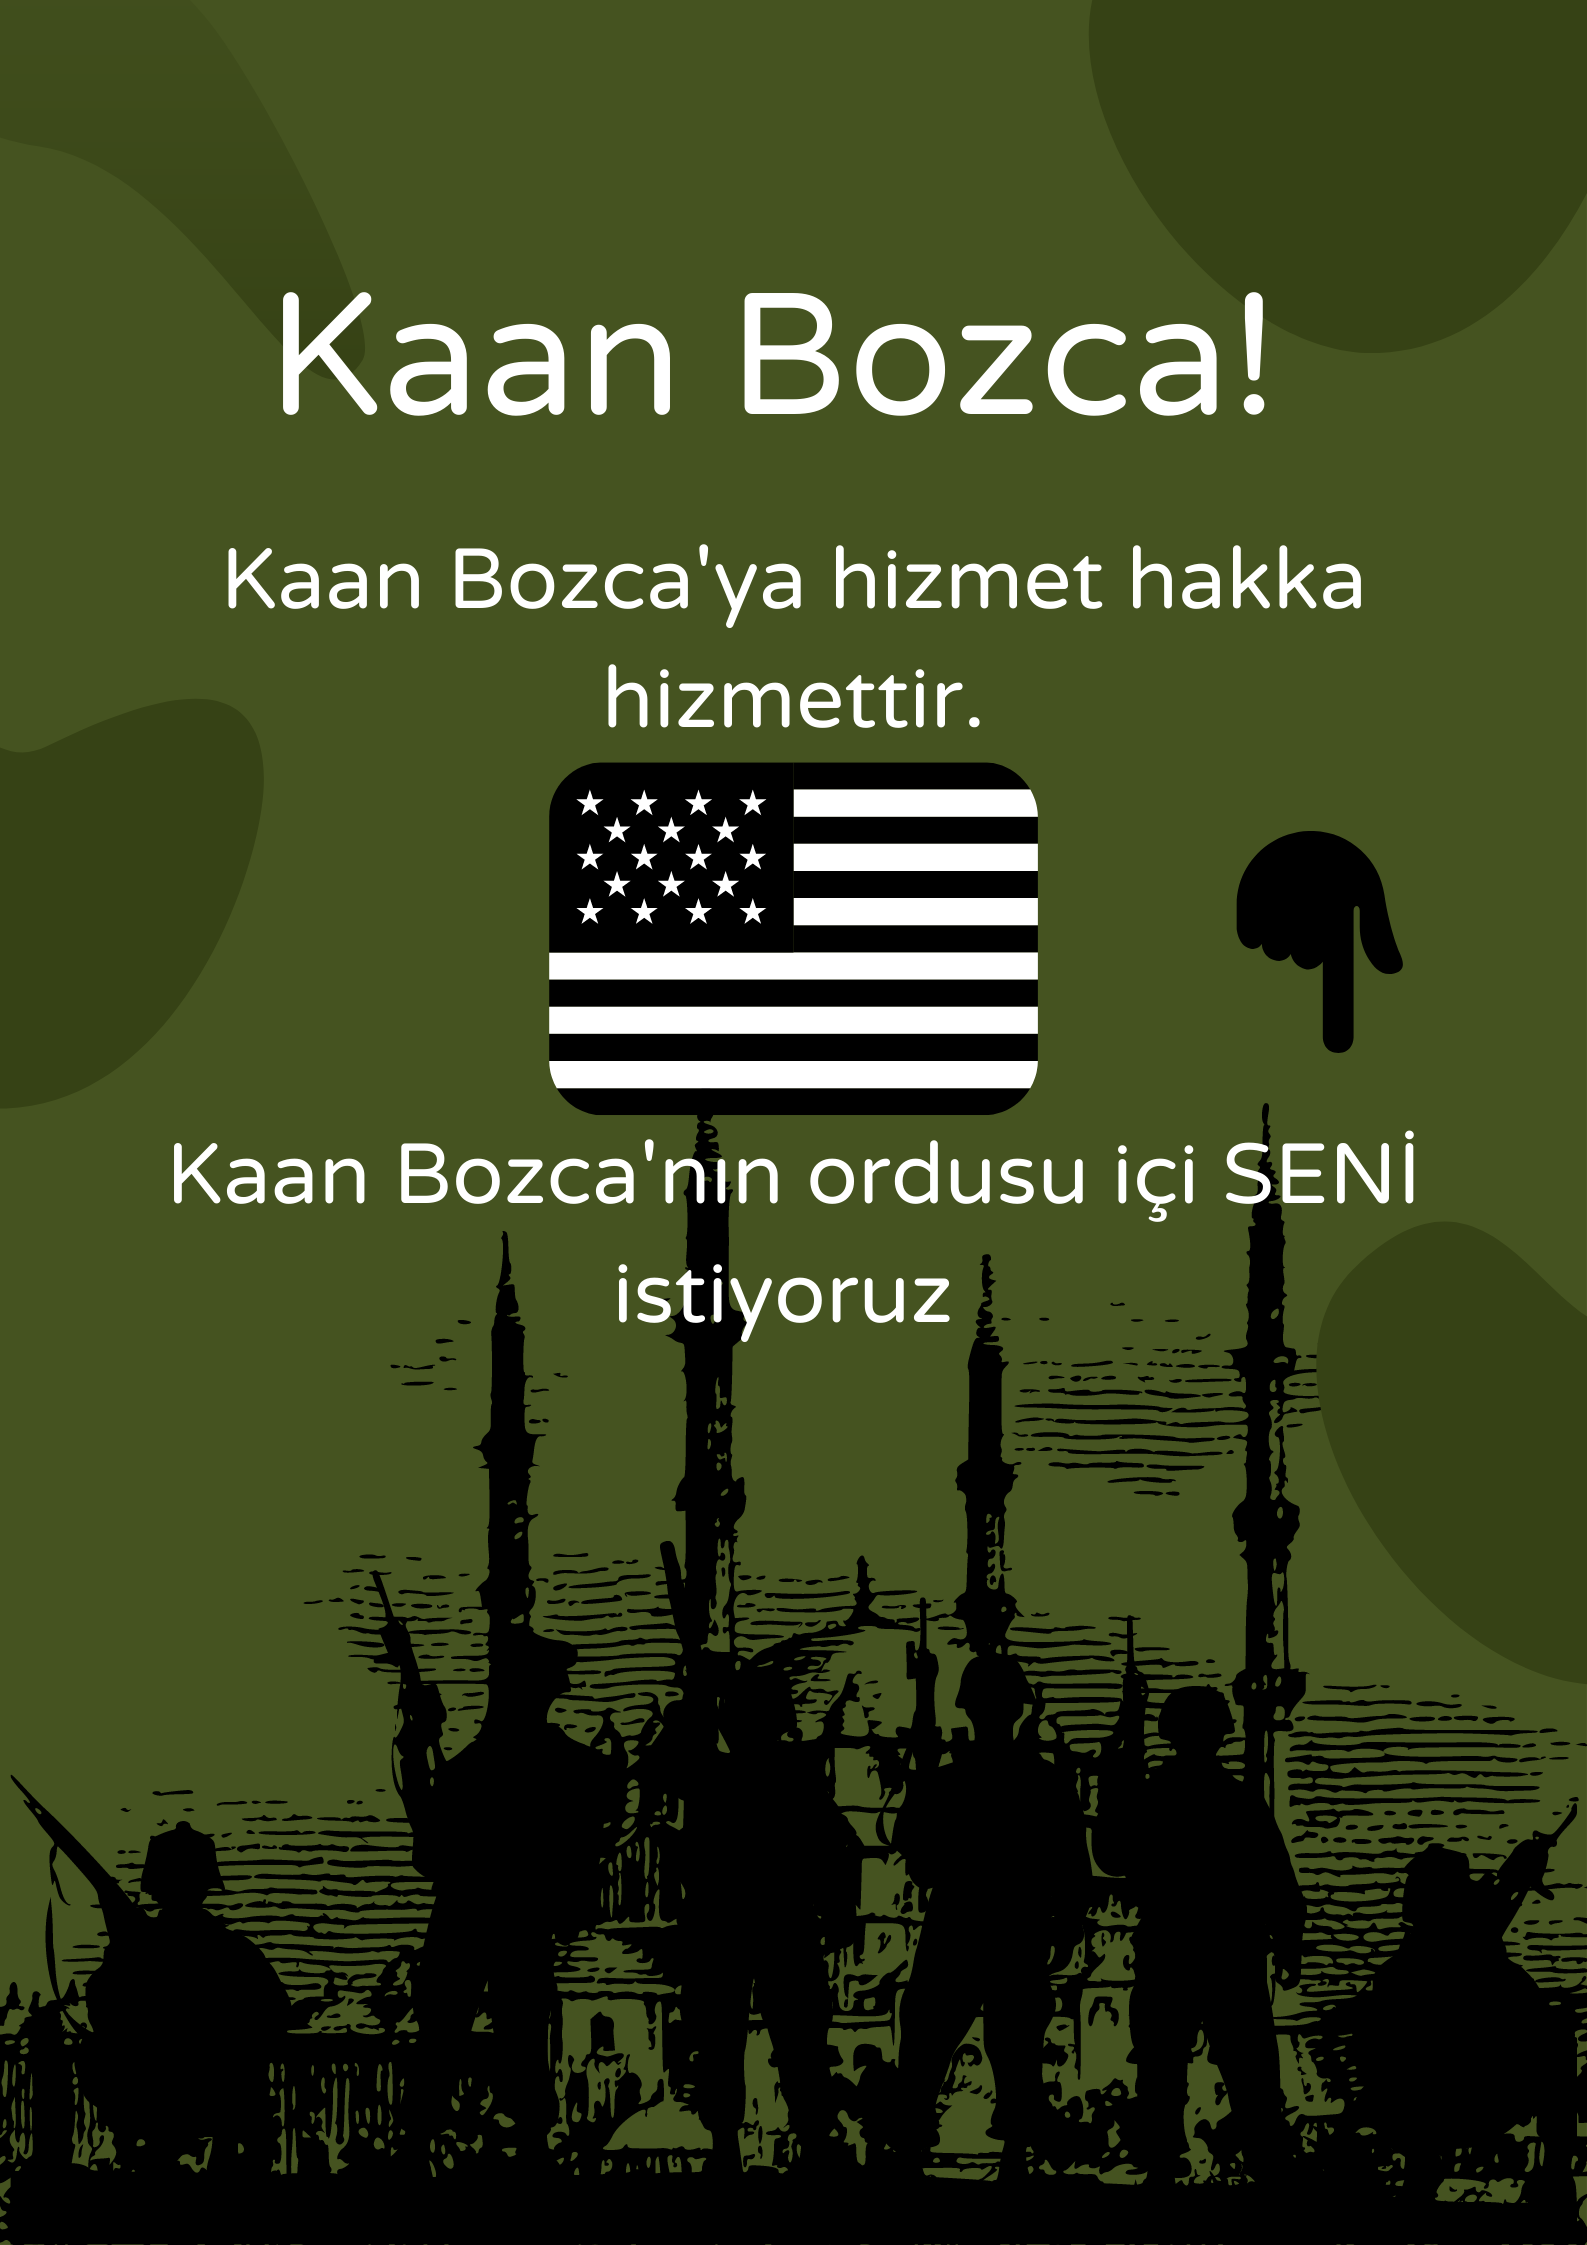 Kaan Bozca!
Kaan Bozca'ya hizmet hakka
hizmettir.
Kaan Bozca'nın ordusu içi SENİ
istiyoruz